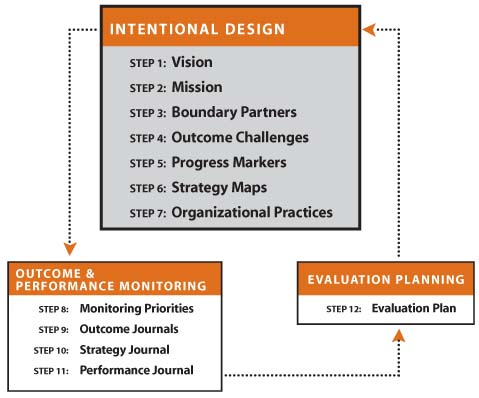 INTENTIONAL DESIGN
STEP 1: Vision
STEP 2: Mission
STEP 3: Boundary Partners
STEP 4: Outcome Challenges
STEP 5: Progress Markers
STEP 6: Strategy Maps
STEP 7: Organizational Practices
OUTCOME &
PERFORMANCE MONITORING
STEP 8: Monitoring Priorities
STEP 9: Outcome Journals
STEP 10: Strategy Journal
STEP 11: Performance Journal
EVALUATION PLANNING
STEP 12: Evaluation Plan